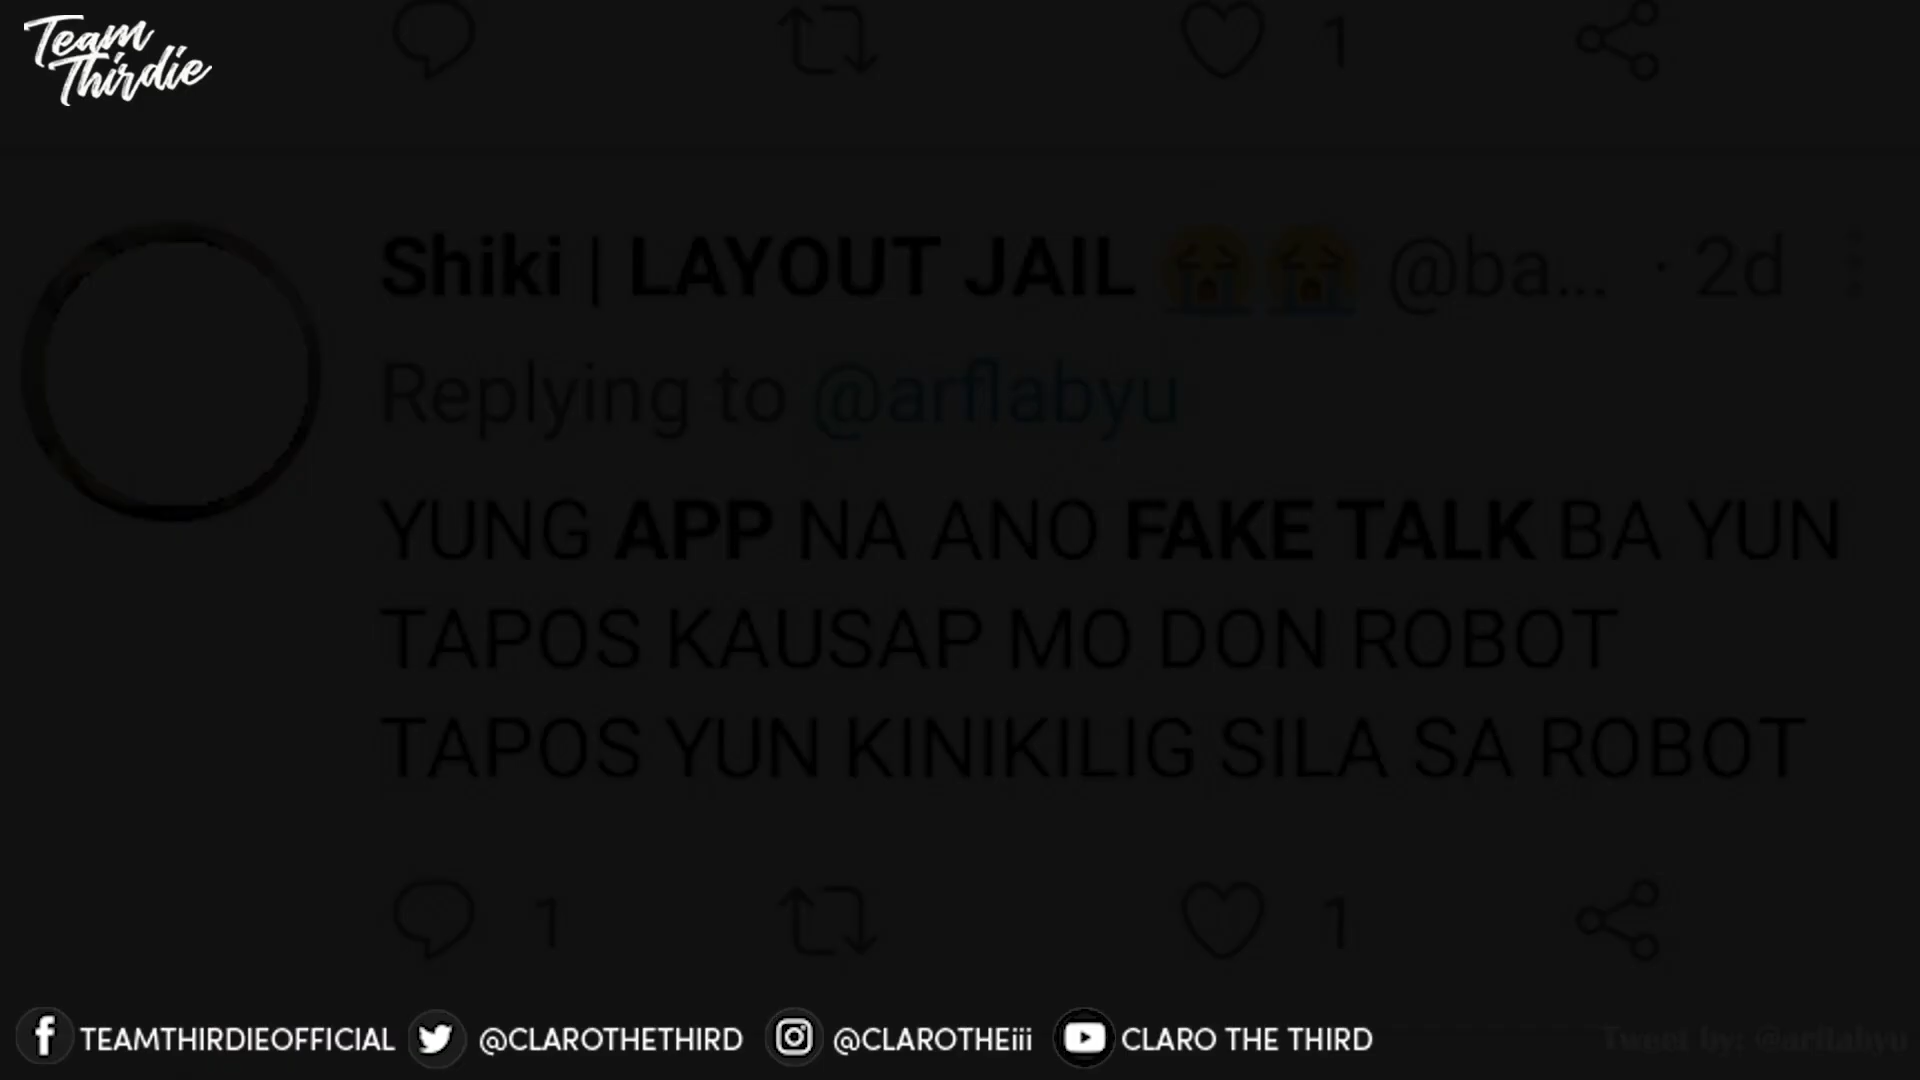 Team
Thirdie
1
Shiki | LAYOUT JAIL 😭😭 @ba... · 2d
Replying to @arflabyu
YUNG APP NA ANO FAKE TALK BA YUN
TAPOS KAUSAP MO DON ROBOT
TAPOS YUN KINIKILIG SILA SA ROBOT
1 1
TEAMTHIRDIEOFFICIAL @CLAROTHETHIRD @CLAROTHEiii CLARO THE THIRD Tweet by: @arflabyu